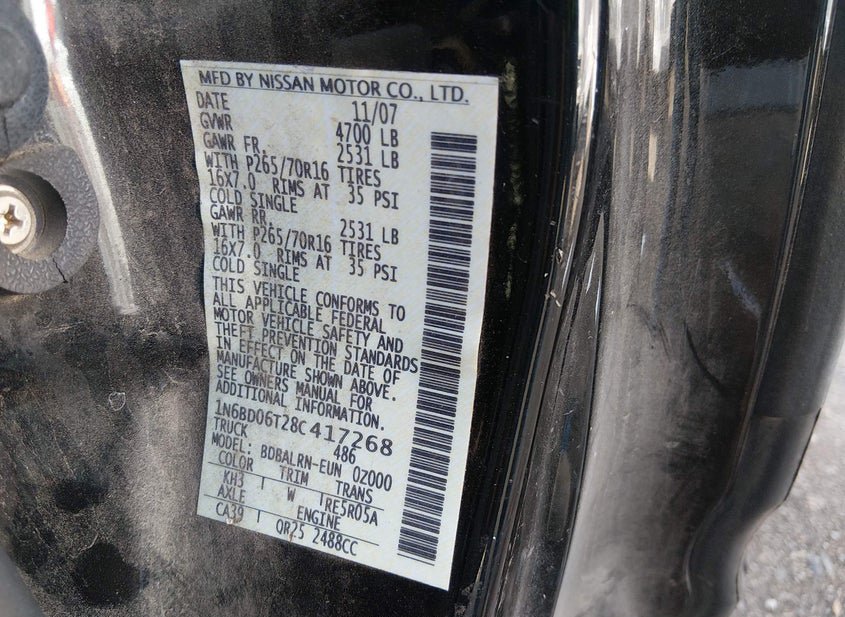 MFD BY NISSAN MOTOR CO., LTD.
DATE 11/07
GVWR 4700 LB
GAWR FR. 2531 LB
WITH P265/70R16 TIRES
16X7.0 RIMS AT 35 PSI
COLD SINGLE
GAWR RR. 2531 LB
WITH P265/70R16 TIRES
16X7.0 RIMS AT 35 PSI
COLD SINGLE
THIS VEHICLE CONFORMS TO
ALL APPLICABLE FEDERAL
MOTOR VEHICLE SAFETY AND
THEFT PREVENTION STANDARDS
IN EFFECT ON THE DATE OF
MANUFACTURE SHOWN ABOVE.
SEE OWNERS MANUAL FOR
ADDITIONAL INFORMATION.
1N6BD06T28C417268
TRUCK 486
MODEL: BDBALRN-EUN OZ000
COLOR TRIM TRANS
KH3 W RE5R05A
AXLE ENGINE
CA39 QR25 2488CC